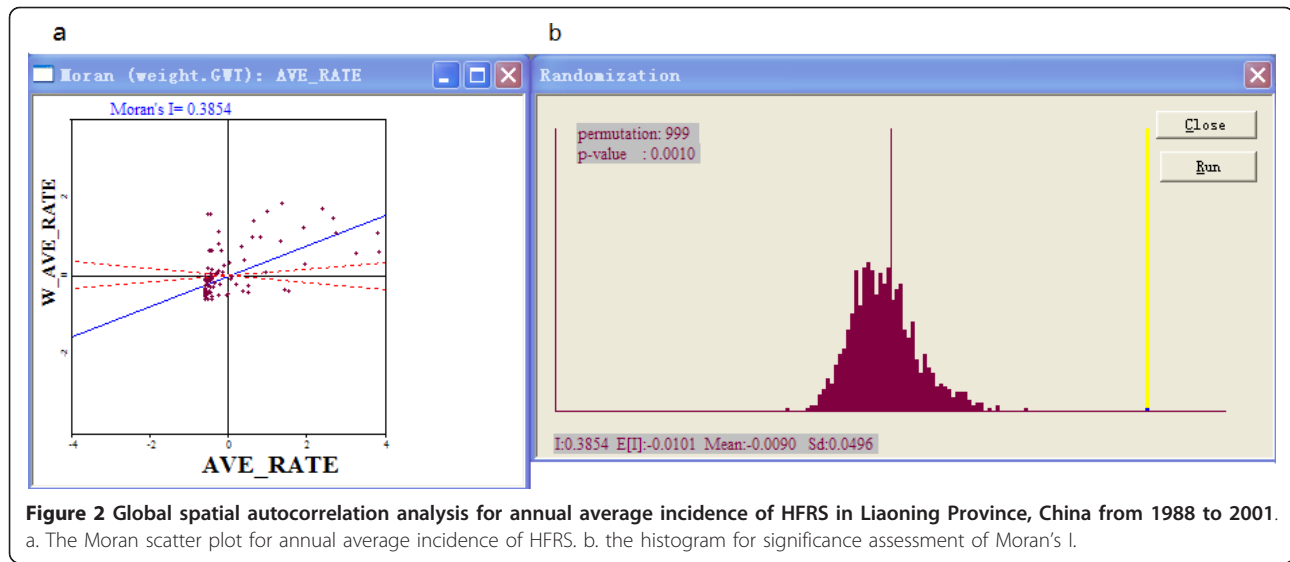 a
b
Moran (weight.GWT): AVE_RATE
Moran's I= 0.3854
W_AVE_RATE
2
0
-2
-4
-2
0
2
4
AVE_RATE
Randomization
permutation: 999
p-value : 0.0010
Close
Run
I:0.3854 E[I]:-0.0101 Mean:-0.0090 Sd:0.0496
Figure 2 Global spatial autocorrelation analysis for annual average incidence of HFRS in Liaoning Province, China from 1988 to 2001.
a. The Moran scatter plot for annual average incidence of HFRS. b. the histogram for significance assessment of Moran's I.